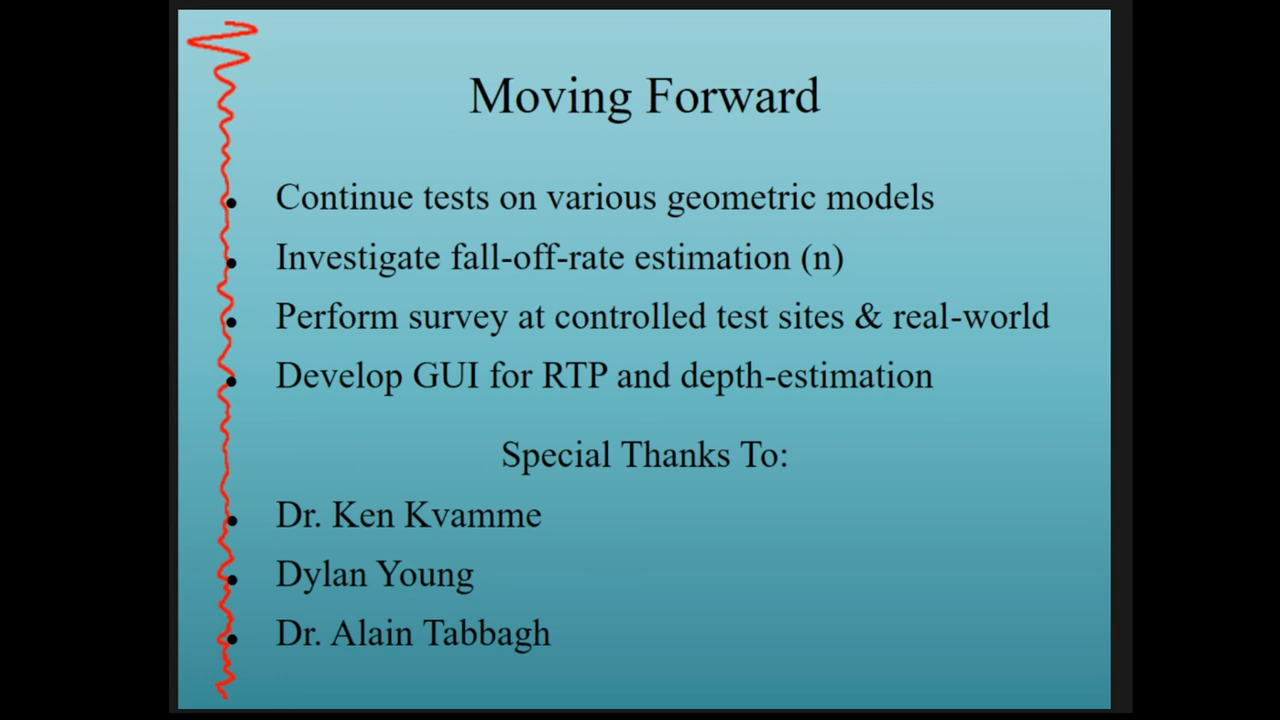 Moving Forward
• Continue tests on various geometric models
• Investigate fall-off-rate estimation (n)
• Perform survey at controlled test sites & real-world
• Develop GUI for RTP and depth-estimation
Special Thanks To:
• Dr. Ken Kvamme
• Dylan Young
• Dr. Alain Tabbagh